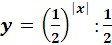 y = (1/2)^|x| : 1/2